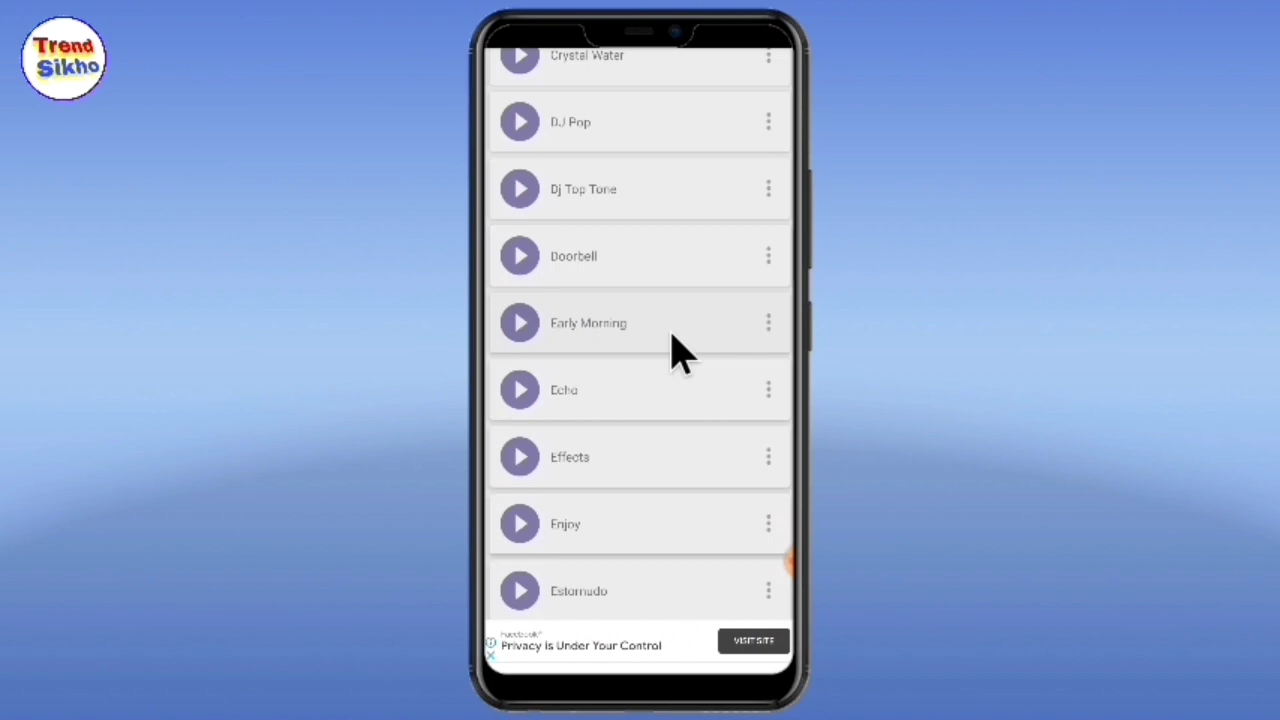 Trend
Sikho
Crystal Water
DJ Pop
Dj Top Tone
Doorbell
Early Morning
Echo
Effects
Enjoy
Estornudo
Facebook®
Privacy is Under Your Control
VISIT SITE